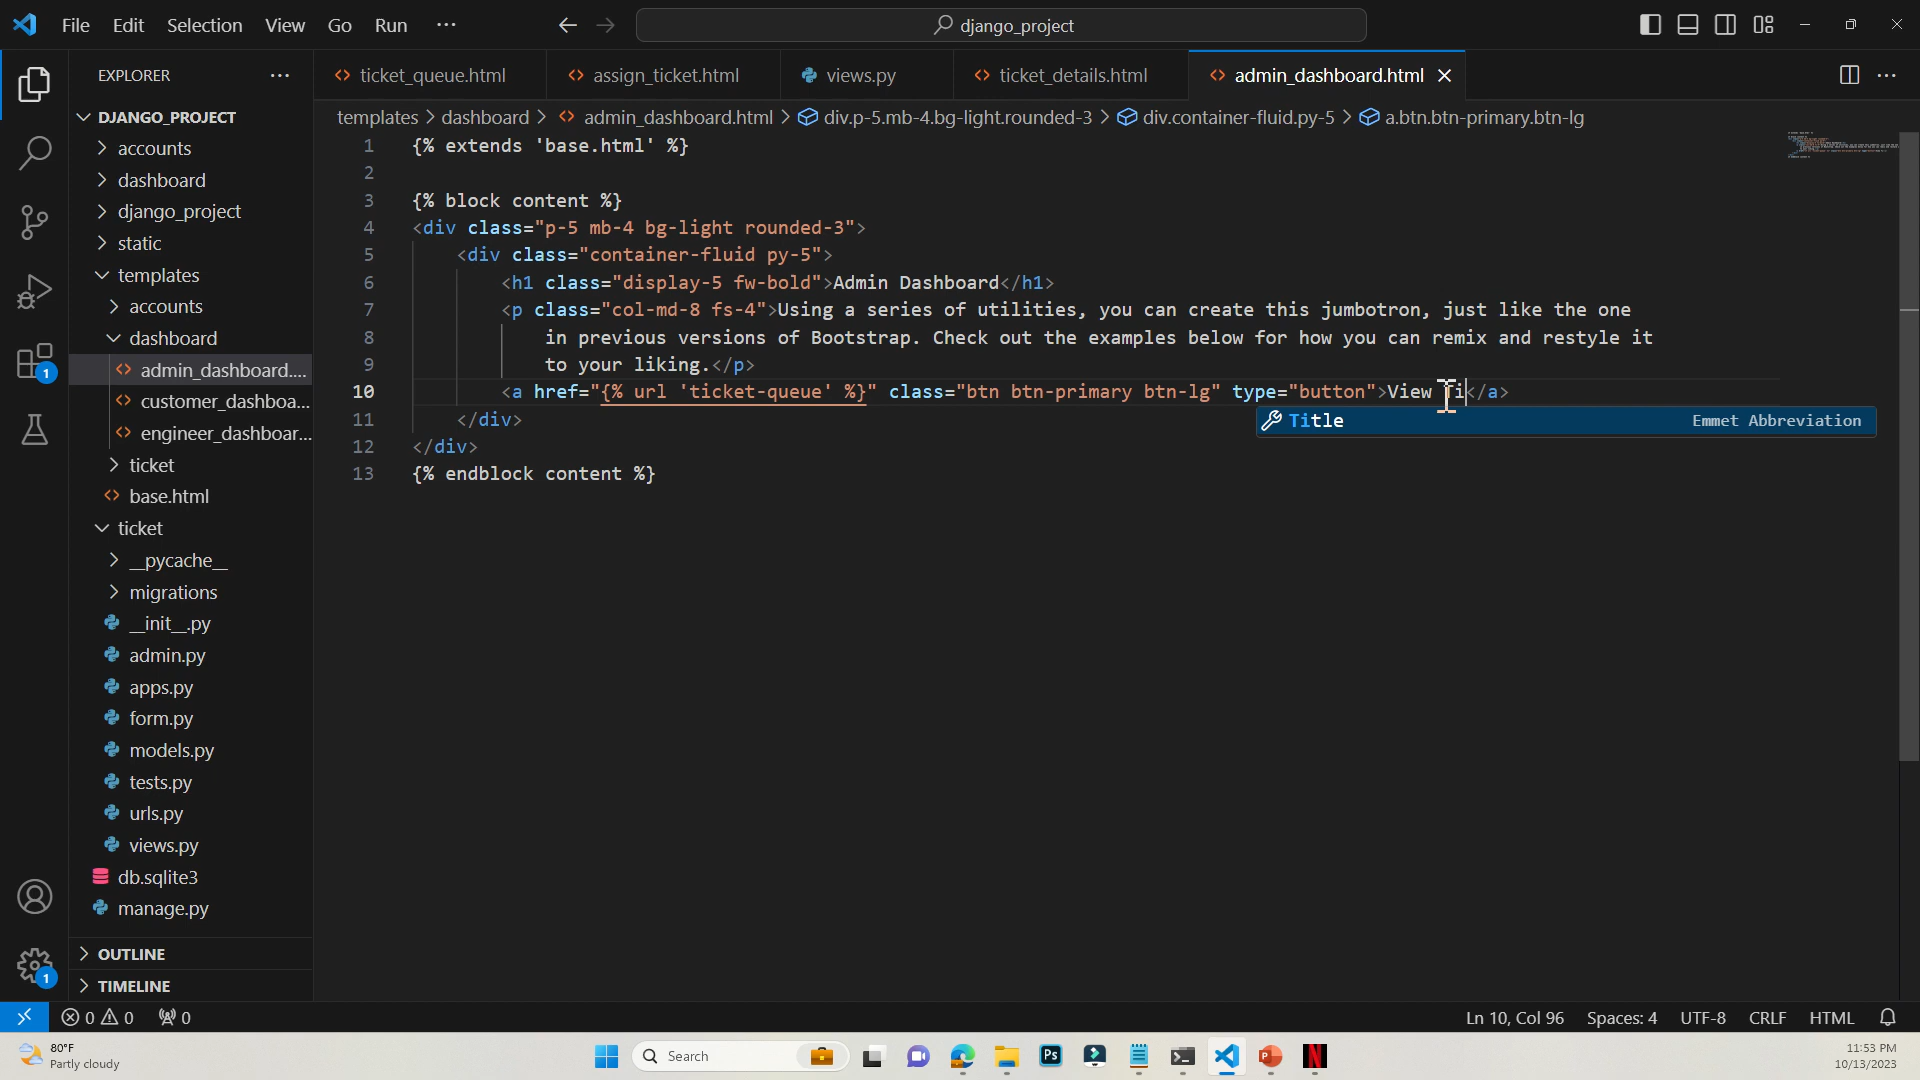 File Edit Selection View Go Run ··· django_project
EXPLORER ···
ticket_queue.html assign_ticket.html views.py ticket_details.html admin_dashboard.html
templates > dashboard > admin_dashboard.html > div.p-5.mb-4.bg-light.rounded-3 > div.container-fluid.py-5 > a.btn.btn-primary.btn-lg
DJANGO_PROJECT
accounts
dashboard
django_project
static
templates
accounts
dashboard
admin_dashboard....
customer_dashboa...
engineer_dashboar...
ticket
base.html
ticket
__pycache__
migrations
__init__.py
admin.py
apps.py
form.py
models.py
tests.py
urls.py
views.py
db.sqlite3
manage.py
OUTLINE
TIMELINE
1
1
1 {% extends 'base.html' %}
2
3 {% block content %}
4 <div class="p-5 mb-4 bg-light rounded-3">
5 <div class="container-fluid py-5">
6 <h1 class="display-5 fw-bold">Admin Dashboard</h1>
7 <p class="col-md-8 fs-4">Using a series of utilities, you can create this jumbotron, just like the one
8 in previous versions of Bootstrap. Check out the examples below for how you can remix and restyle it
9 to your liking.</p>
10 <a href="{% url 'ticket-queue' %}" class="btn btn-primary btn-lg" type="button">View Ti</a>
11 </div>
12 </div>
13 {% endblock content %}
Title Emmet Abbreviation
0 0 0 Ln 10, Col 96 Spaces: 4 UTF-8 CRLF HTML
80°F
Partly cloudy
Search
Ps
P
N
11:53 PM
10/13/2023